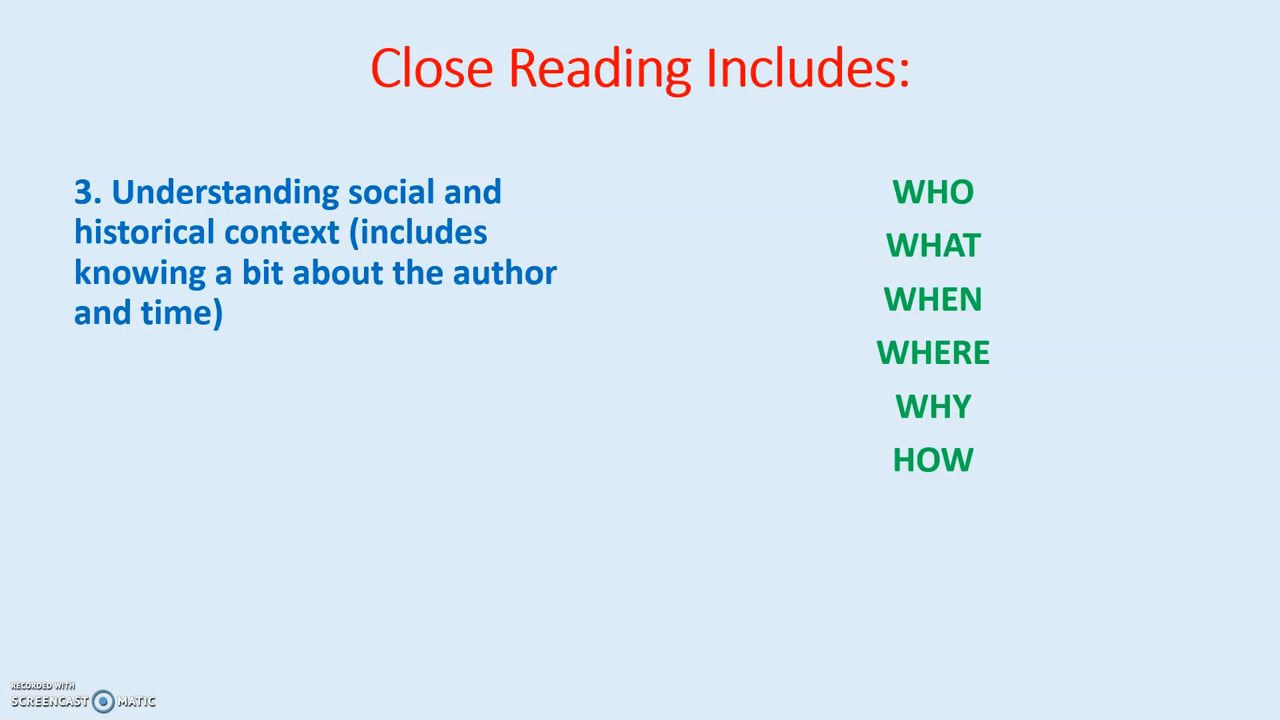 Close Reading Includes:
3. Understanding social and
historical context (includes
knowing a bit about the author
and time)
WHO
WHAT
WHEN
WHERE
WHY
HOW
RECORDED WITH
SCREENCAST MATIC